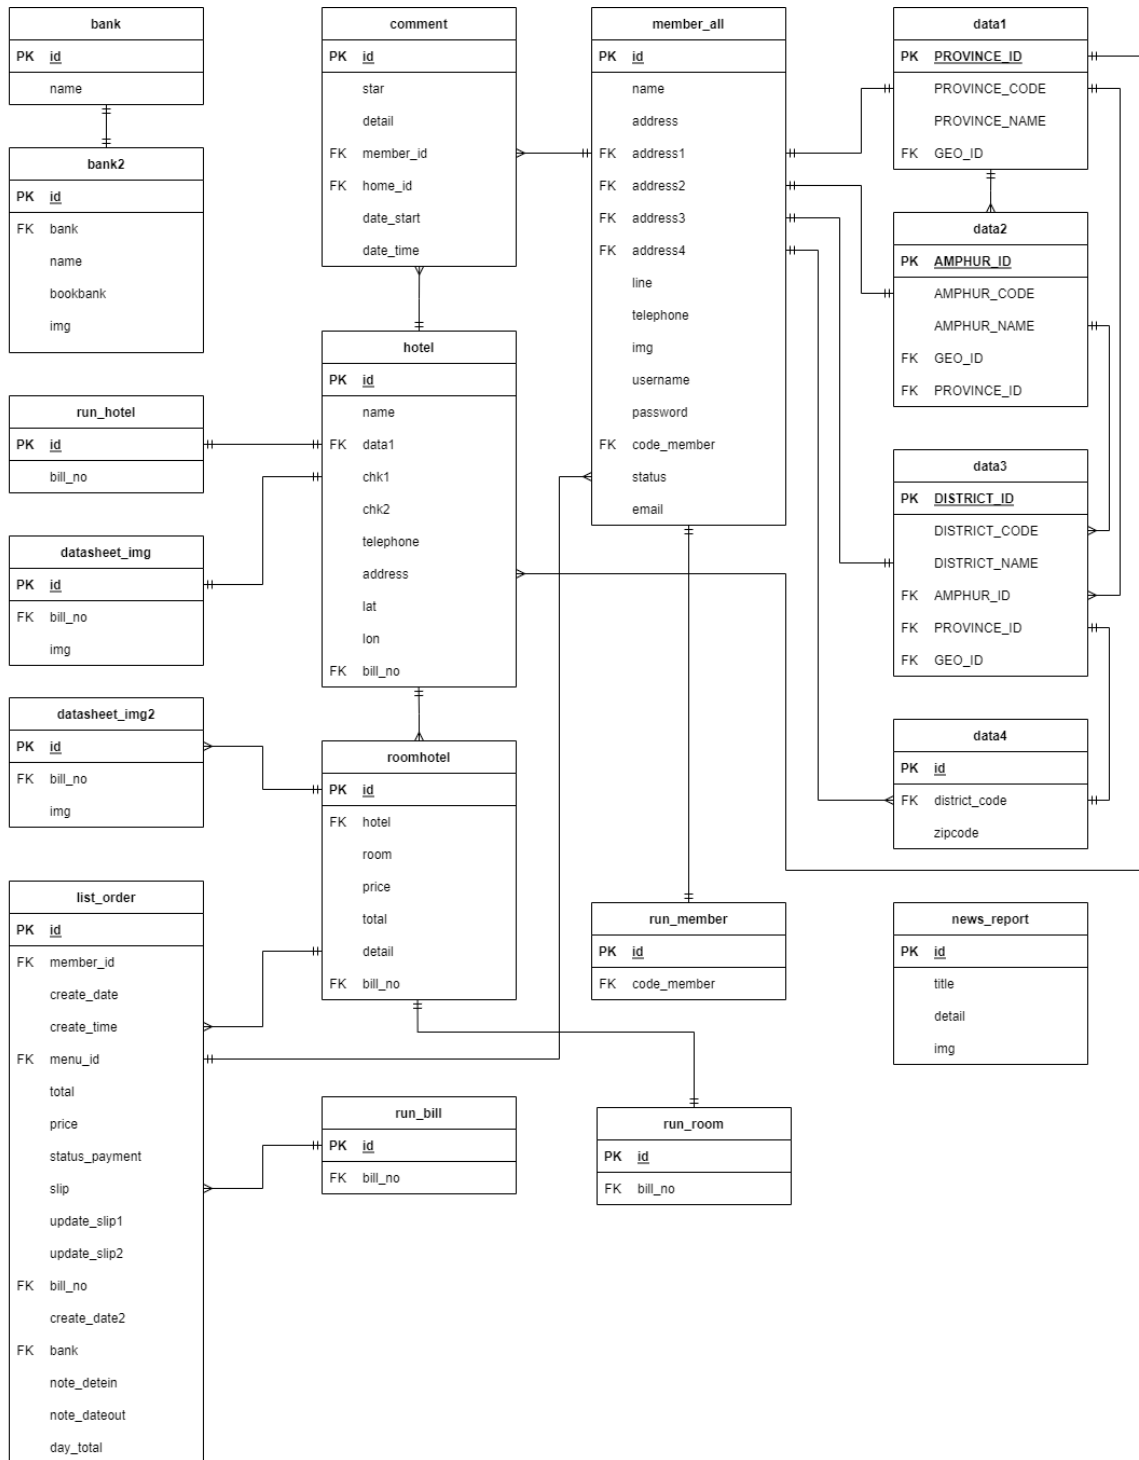 bank
PK id
name
bank2
PK id
FK bank
name
bookbank
img
run_hotel
PK id
bill_no
datasheet_img
PK id
FK bill_no
img
datasheet_img2
PK id
FK bill_no
img
list_order
PK id
FK member_id
create_date
create_time
FK menu_id
total
price
status_payment
slip
update_slip1
update_slip2
FK bill_no
create_date2
FK bank
note_detein
note_dateout
day_total
comment
PK id
star
detail
FK member_id
FK home_id
date_start
date_time
hotel
PK id
name
FK data1
chk1
chk2
telephone
address
lat
lon
FK bill_no
roomhotel
PK id
FK hotel
room
price
total
detail
FK bill_no
run_bill
PK id
FK bill_no
member_all
PK id
name
address
FK address1
FK address2
FK address3
FK address4
line
telephone
img
username
password
FK code_member
status
email
run_member
PK id
FK code_member
run_room
PK id
FK bill_no
data1
PK PROVINCE_ID
PROVINCE_CODE
PROVINCE_NAME
FK GEO_ID
data2
PK AMPHUR_ID
AMPHUR_CODE
AMPHUR_NAME
FK GEO_ID
FK PROVINCE_ID
data3
PK DISTRICT_ID
DISTRICT_CODE
DISTRICT_NAME
FK AMPHUR_ID
FK PROVINCE_ID
FK GEO_ID
data4
PK id
FK district_code
zipcode
news_report
PK id
title
detail
img